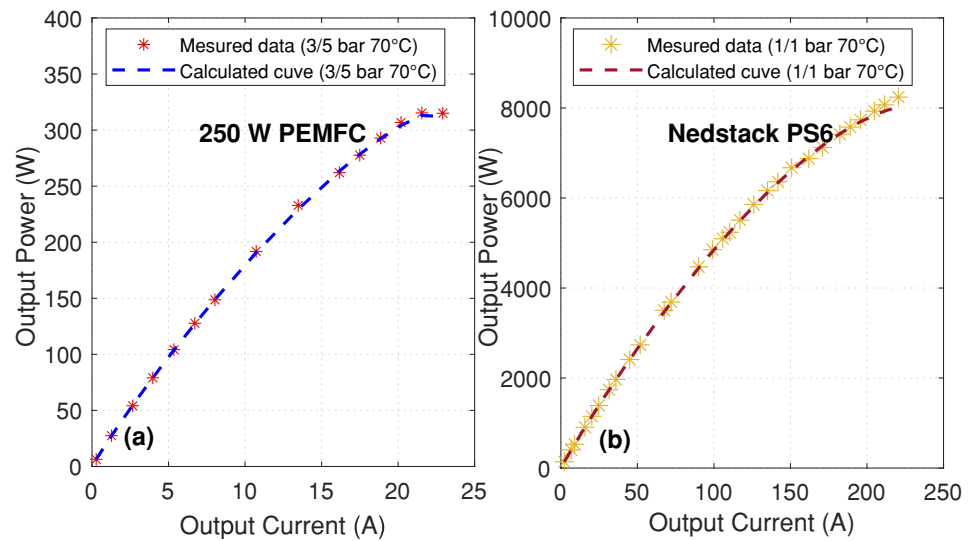 400
350
300
250
200
150
100
50
0
Output Power (W)
Mesured data (3/5 bar 70°C)
Calculated cuve (3/5 bar 70°C)
250 W PEMFC
(a)
0 5 10 15 20 25
Output Current (A)
10000
8000
6000
4000
2000
0
Output Power (W)
Mesured data (1/1 bar 70°C)
Calculated cuve (1/1 bar 70°C)
Nedstack PS6
(b)
0 50 100 150 200 250
Output Current (A)